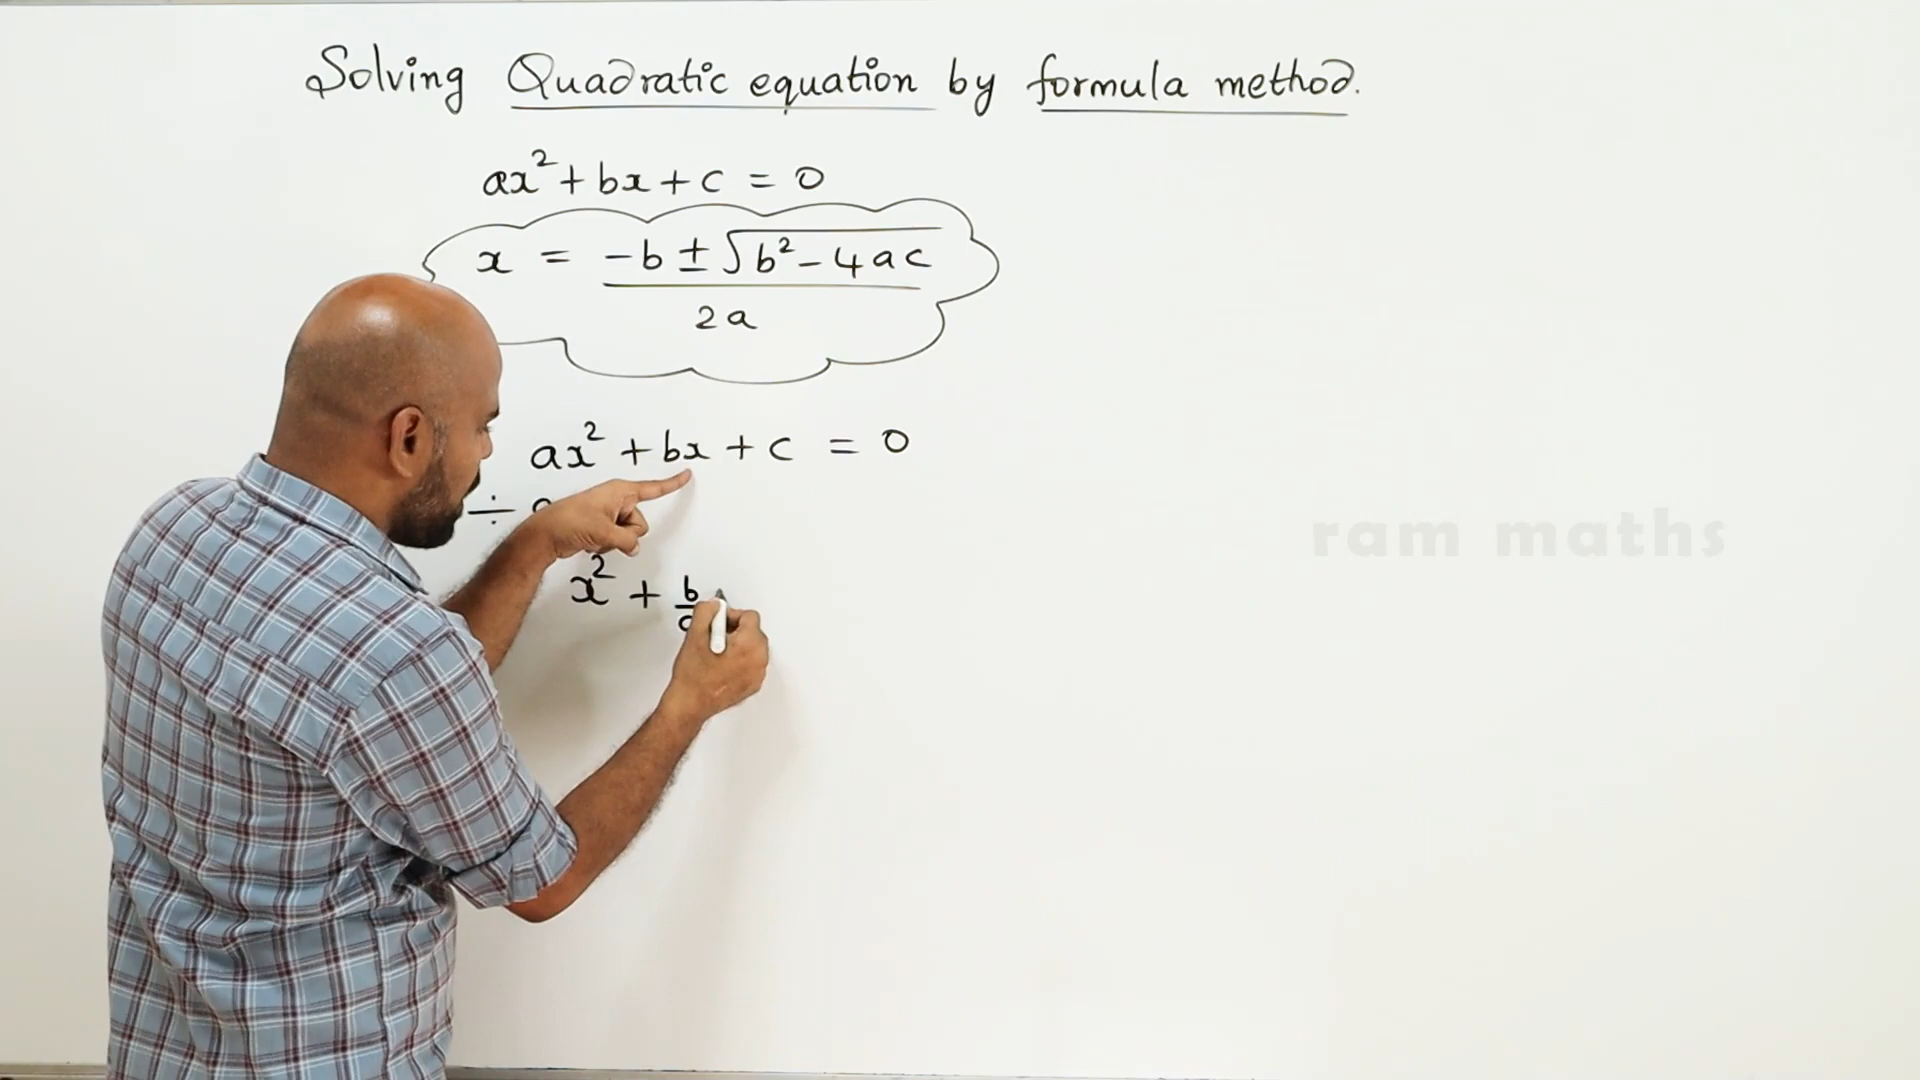 Solving Quadratic equation by formula method.
ax² + bx + c = 0
x = -b ± √b² - 4ac
2a
ax² + bx + c = 0
÷
x² + b
ram maths